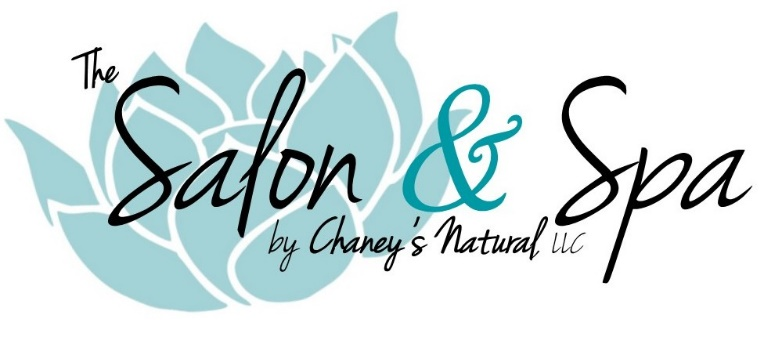 The
Salon & Spa
by Chaney's Natural LLC